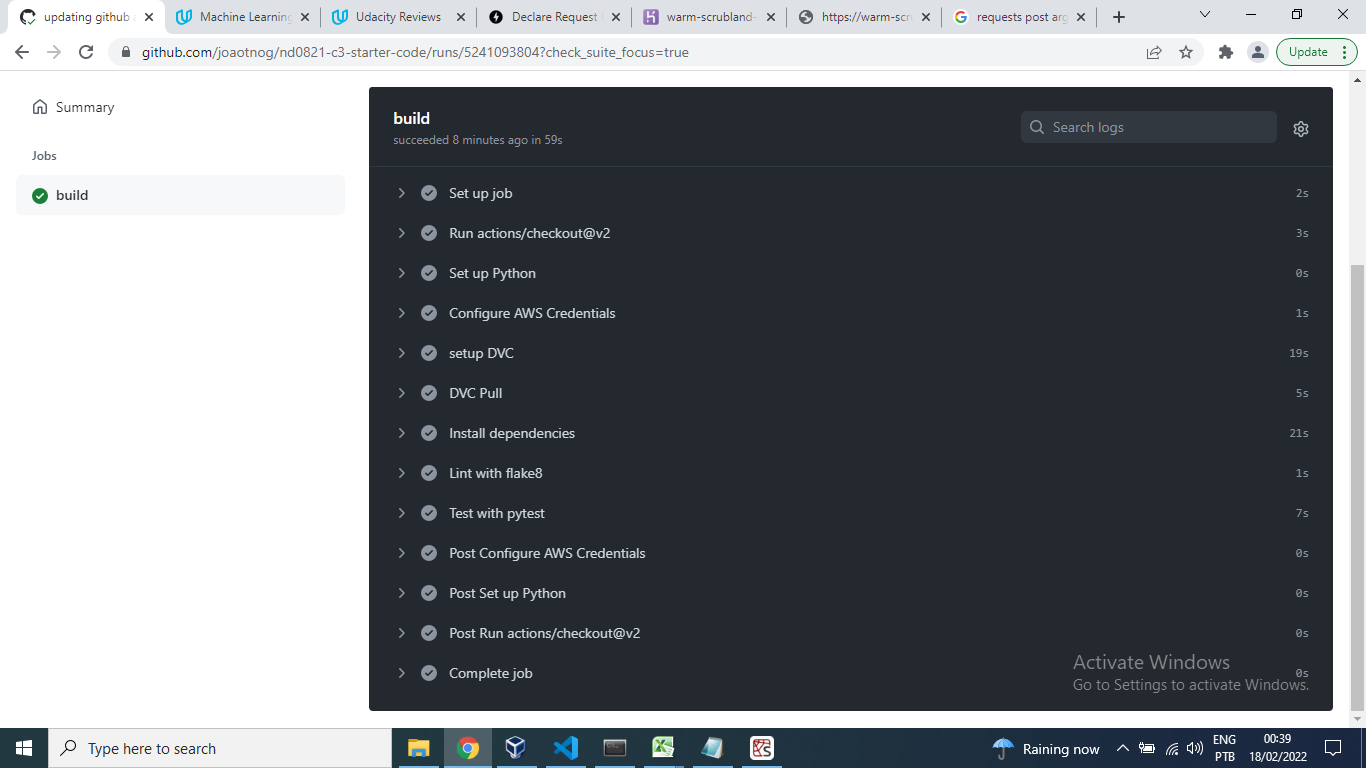 updating github a
Machine Learning
Udacity Reviews
Declare Request
warm-scrubland-
https://warm-scru
requests post arg
github.com/joaotnog/nd0821-c3-starter-code/runs/5241093804?check_suite_focus=true
Update
Summary
Jobs
build
build
succeeded 8 minutes ago in 59s
Search logs
Set up job 2s
Run actions/checkout@v2 3s
Set up Python 0s
Configure AWS Credentials 1s
setup DVC 19s
DVC Pull 5s
Install dependencies 21s
Lint with flake8 1s
Test with pytest 7s
Post Configure AWS Credentials 0s
Post Set up Python 0s
Post Run actions/checkout@v2 0s
Complete job 0s
Activate Windows
Go to Settings to activate Windows.
Type here to search
Raining now
ENG
PTB
00:39
18/02/2022